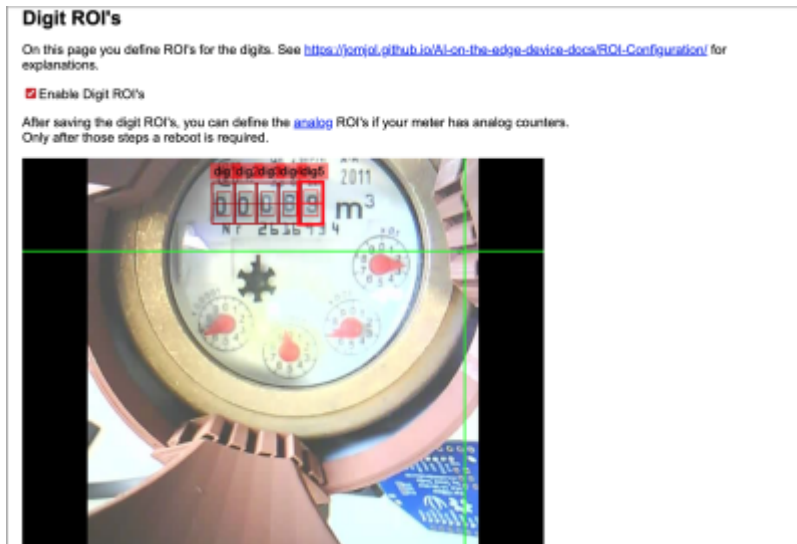 Digit ROI's
On this page you define ROI's for the digits. See https://jomjol.github.io/AI-on-the-edge-device-docs/ROI-Configuration/ for
explanations.
Enable Digit ROI's
After saving the digit ROI's, you can define the analog ROI's if your meter has analog counters.
Only after those steps a reboot is required.
dig5
2011
m³
Nr